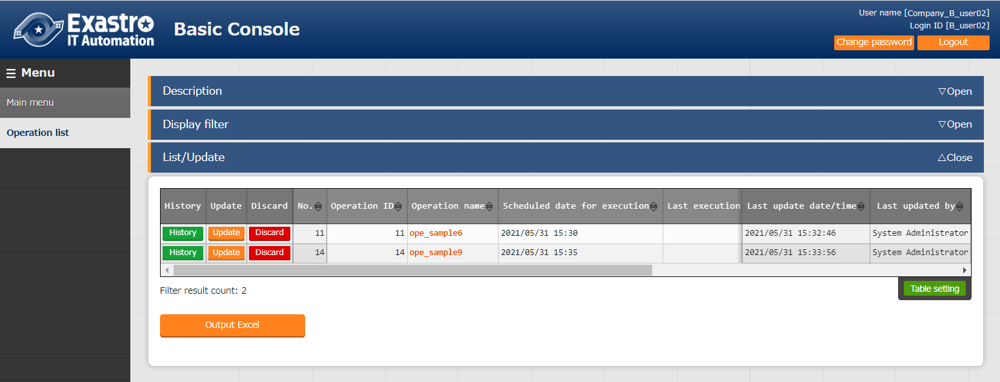 Exastro
IT Automation
Basic Console
User name [Company_B_user02]
Login ID [B_user02]
Change password Logout
Menu
Main menu
Operation list
Description ▽Open
Display filter ▽Open
List/Update △Close
History Update Discard No. Operation ID Operation name Scheduled date for execution Last execution Last update date/time Last updated by
History Update Discard 11 11 ope_sample6 2021/05/31 15:30 2021/05/31 15:32:46 System Administrator
History Update Discard 14 14 ope_sample9 2021/05/31 15:35 2021/05/31 15:33:56 System Administrator
Filter result count: 2
Table setting
Output Excel